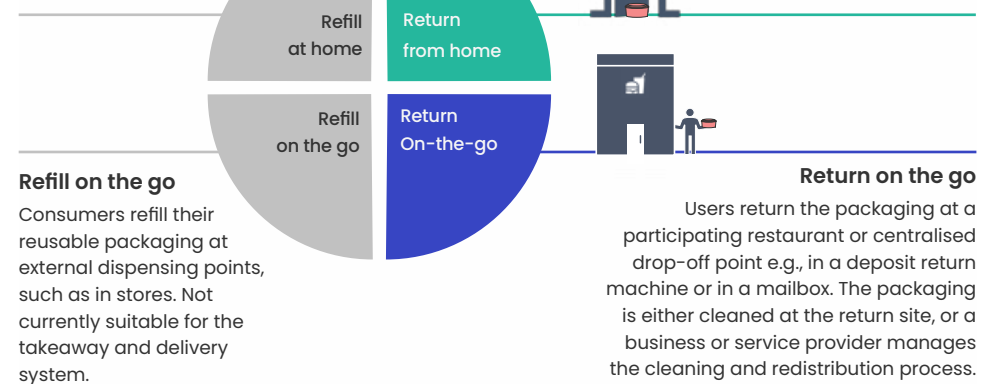 Refill
at home
Return
from home
Refill
on the go
Return
On-the-go
Refill on the go
Consumers refill their
reusable packaging at
external dispensing points,
such as in stores. Not
currently suitable for the
takeaway and delivery
system.
Return on the go
Users return the packaging at a
participating restaurant or centralised
drop-off point e.g., in a deposit return
machine or in a mailbox. The packaging
is either cleaned at the return site, or a
business or service provider manages
the cleaning and redistribution process.